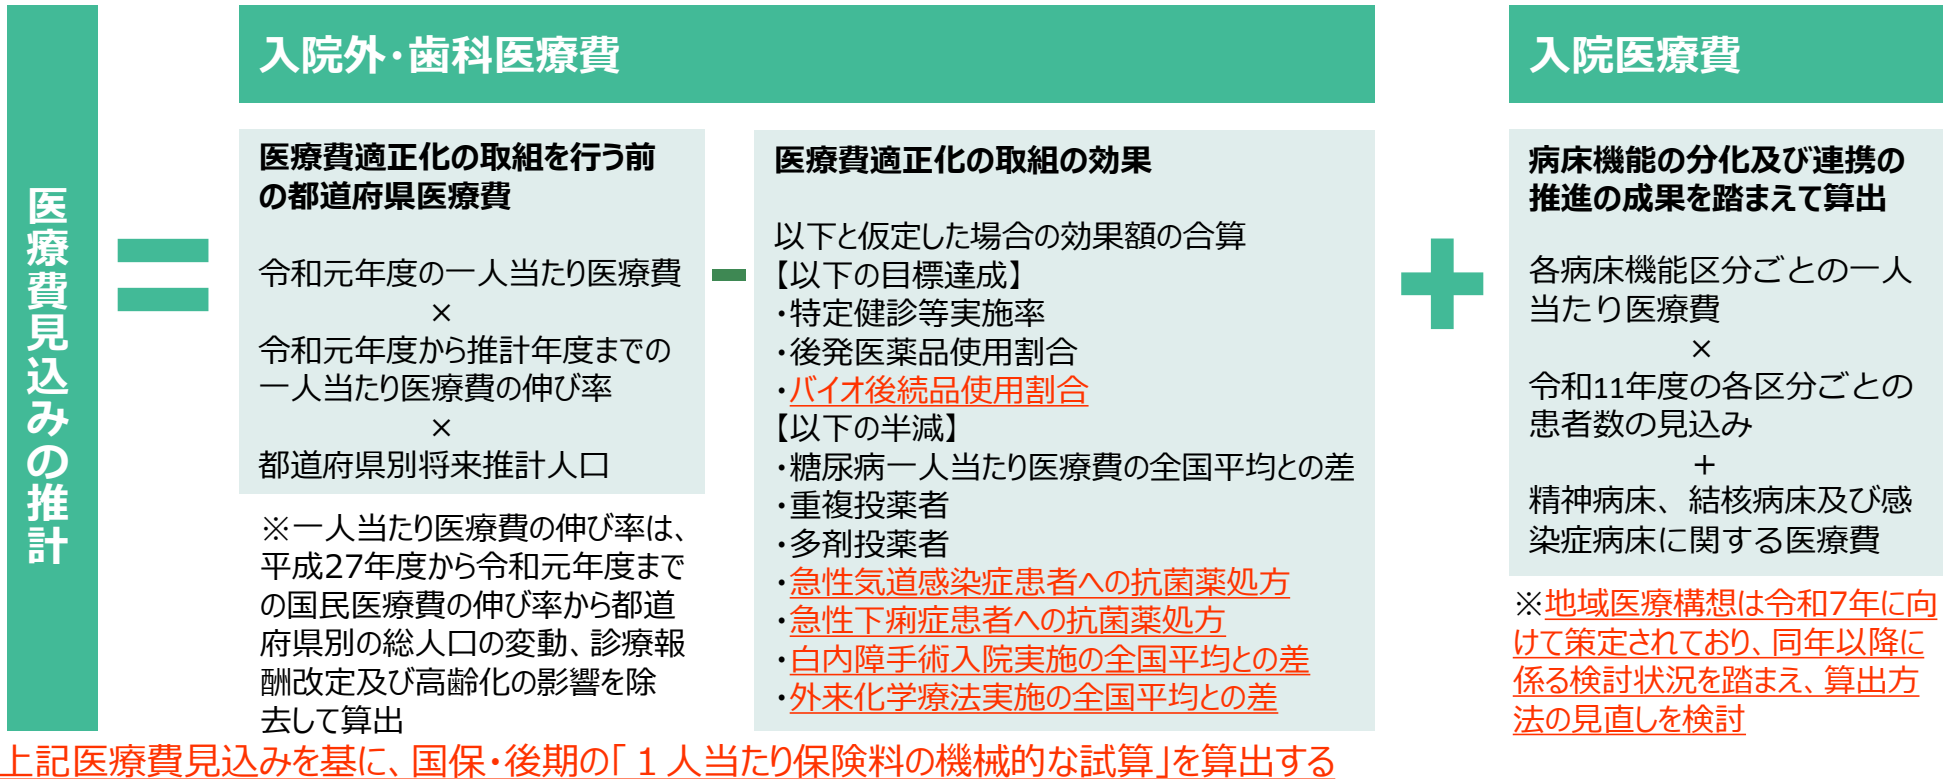 医療費見込みの推計
＝
入院外・歯科医療費
医療費適正化の取組を行う前
の都道府県医療費
令和元年度の一人当たり医療費
×
令和元年度から推計年度までの
一人当たり医療費の伸び率
×
都道府県別将来推計人口
※一人当たり医療費の伸び率は、
平成27年度から令和元年度まで
の国民医療費の伸び率から都道
府県別の総人口の変動、診療報
酬改定及び高齢化の影響を除
去して算出
－
医療費適正化の取組の効果
以下と仮定した場合の効果額の合算
【以下の目標達成】
・特定健診等実施率
・後発医薬品使用割合
・バイオ後続品使用割合
【以下の半減】
・糖尿病一人当たり医療費の全国平均との差
・重複投薬者
・多剤投薬者
・急性気道感染症患者への抗菌薬処方
・急性下痢症患者への抗菌薬処方
・白内障手術入院実施の全国平均との差
・外来化学療法実施の全国平均との差
＋
入院医療費
病床機能の分化及び連携の
推進の成果を踏まえて算出
各病床機能区分ごとの一人
当たり医療費
×
令和11年度の各区分ごとの
患者数の見込み
＋
精神病床、結核病床及び感
染症病床に関する医療費
※地域医療構想は令和7年に向
けて策定されており、同年以降に
係る検討状況を踏まえ、算出方
法の見直しを検討
上記医療費見込みを基に、国保・後期の「１人当たり保険料の機械的な試算」を算出する